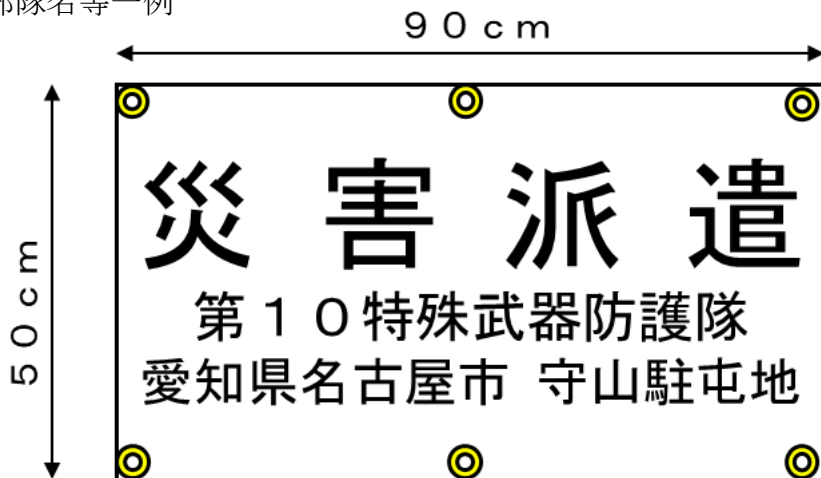 部隊名等一例
90cm
50cm
災害派遣
第10特殊武器防護隊
愛知県名古屋市 守山駐屯地